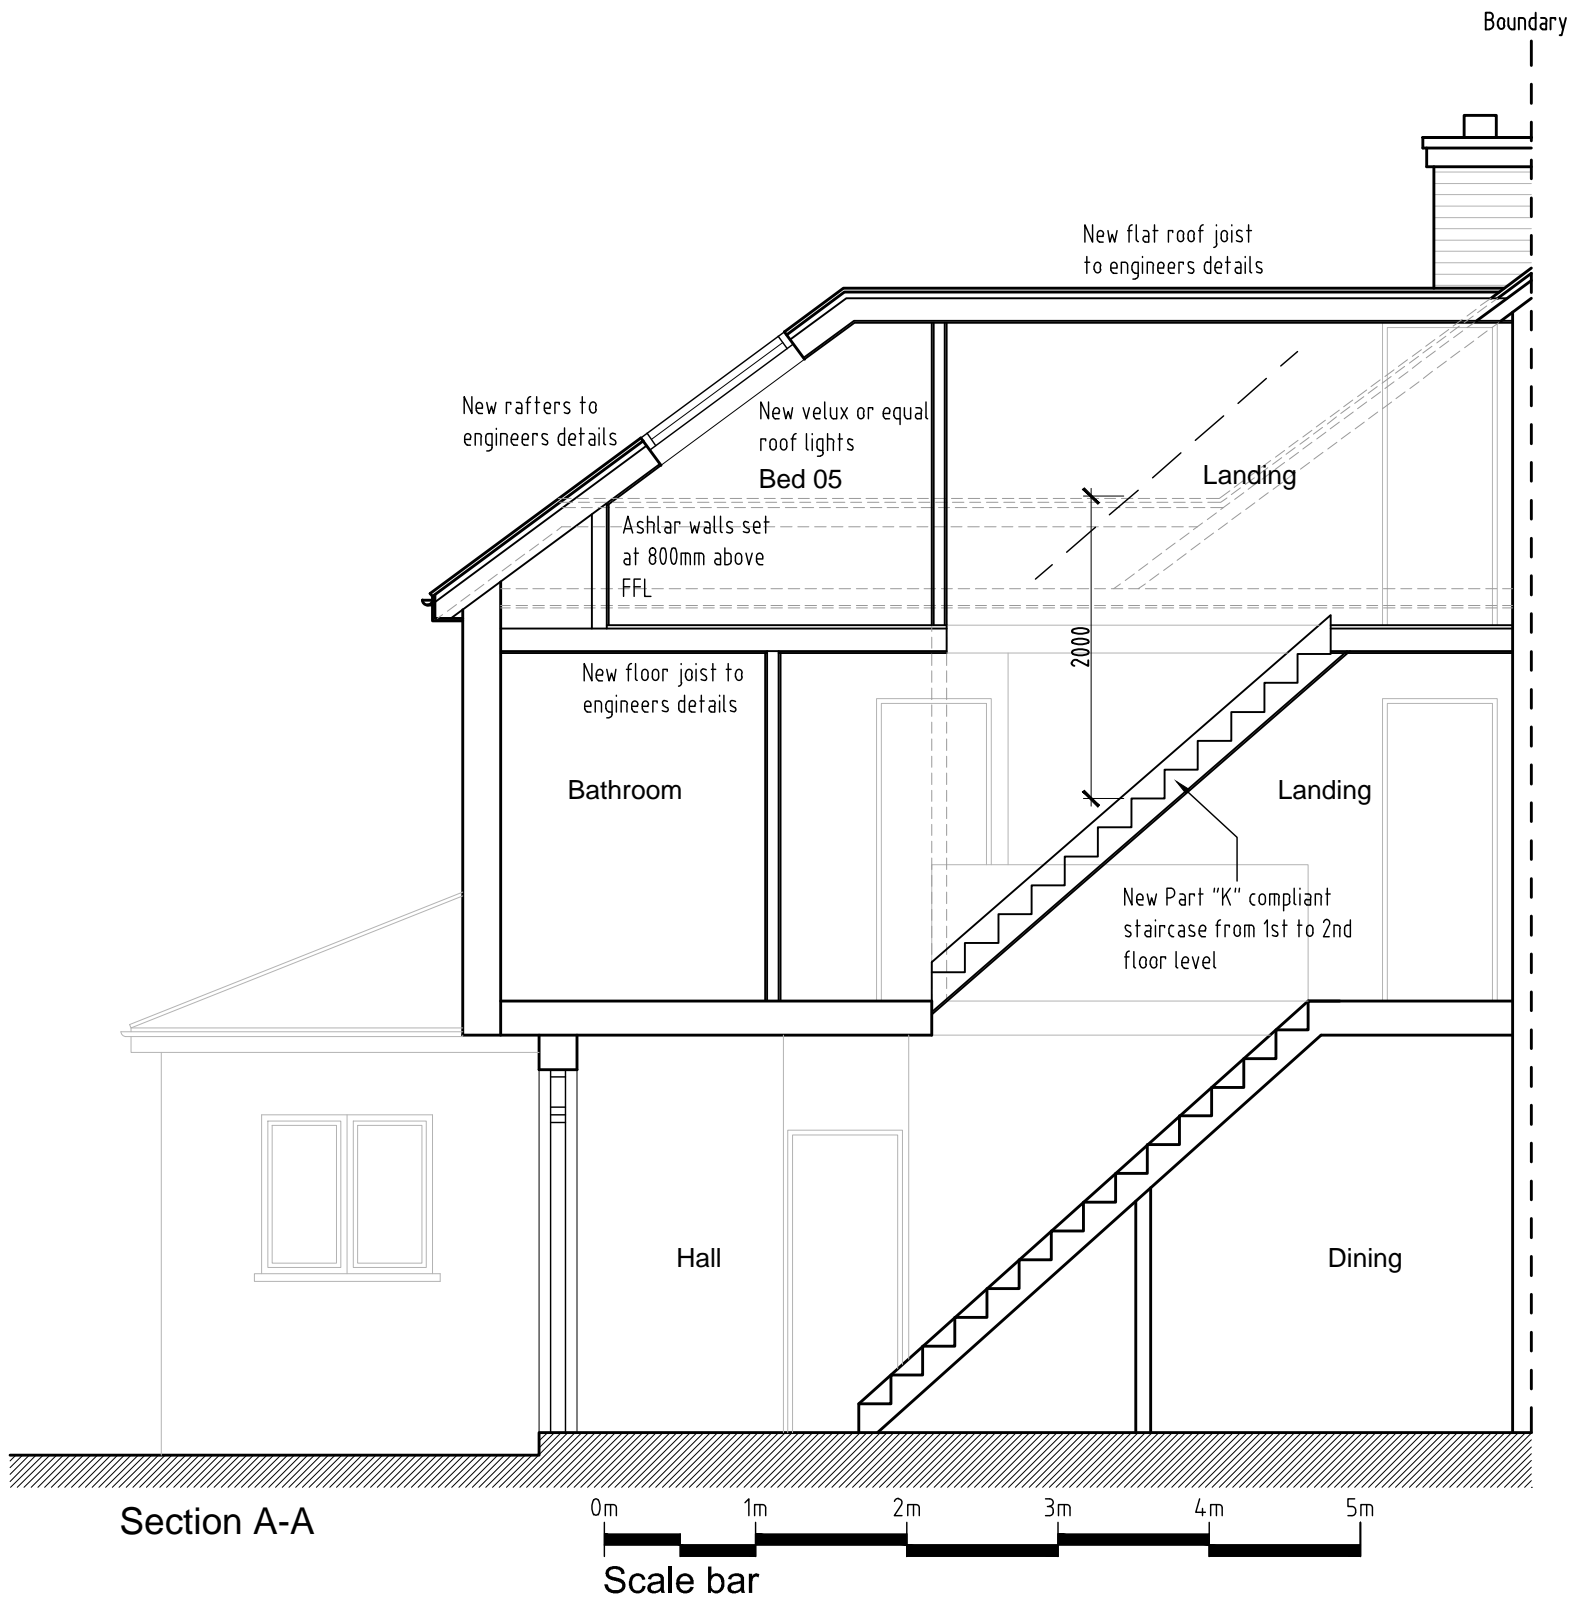 Boundary
New flat roof joist
to engineers details
New rafters to
engineers details
New velux or equal
roof lights
Bed 05
Landing
Ashlar walls set
at 800mm above
FFL
2000
New floor joist to
engineers details
Bathroom
Landing
New Part "K" compliant
staircase from 1st to 2nd
floor level
Hall
Dining
Section A-A
0m 1m 2m 3m 4m 5m
Scale bar